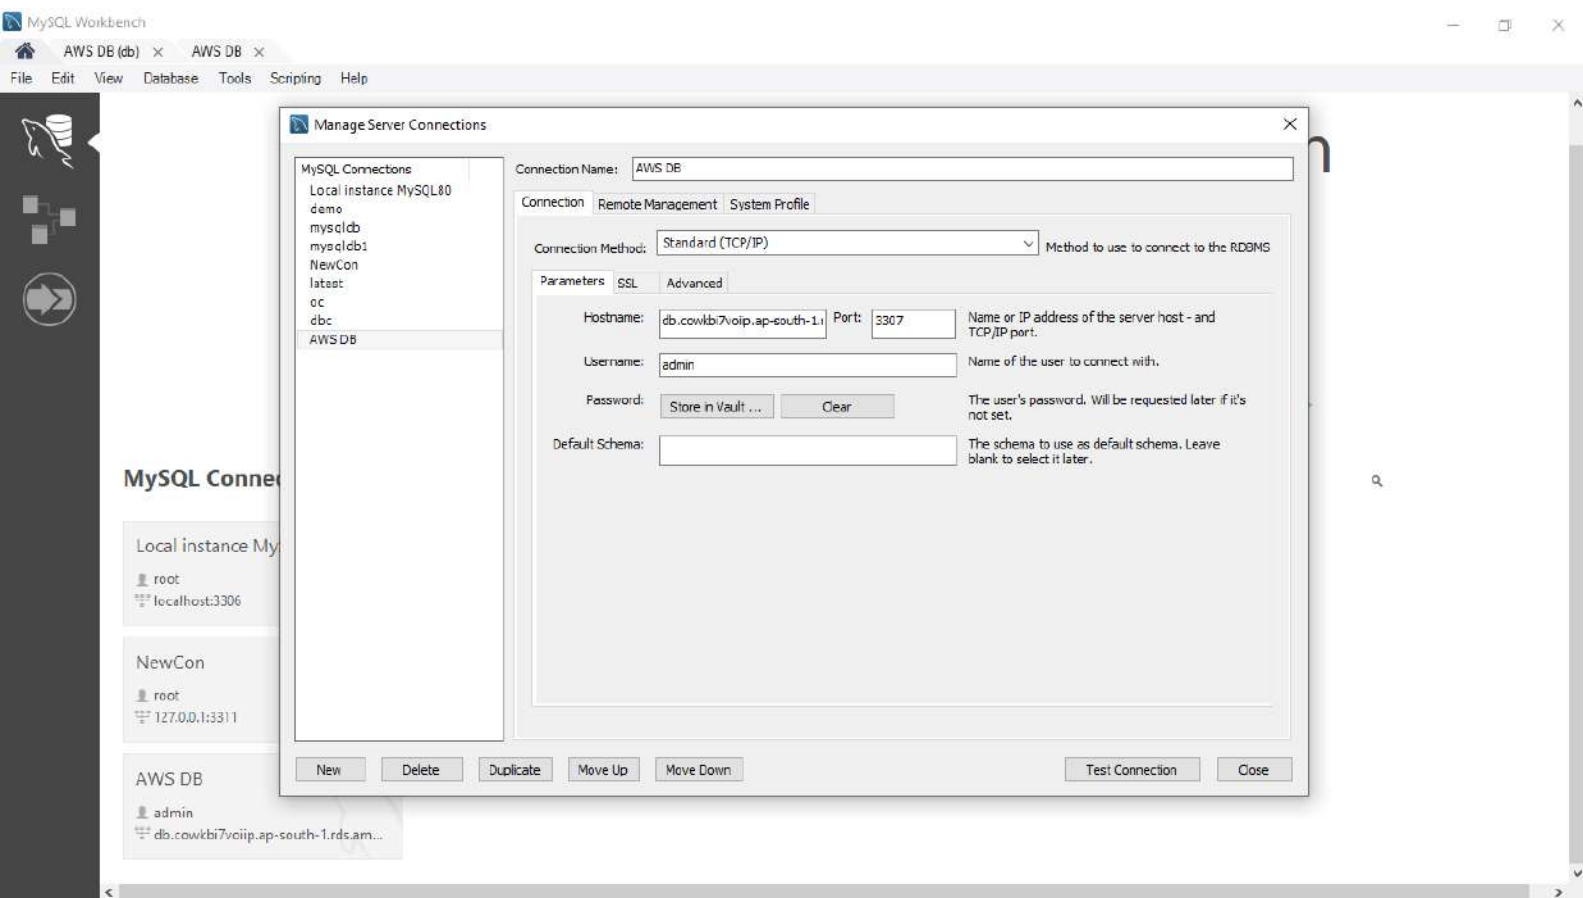 MySQL Workbench
AWS DB (db) × AWS DB ×
File Edit View Database Tools Scripting Help
Manage Server Connections
MySQL Connections
Local instance MySQL80
demo
mysqldb
mysqldb1
NewCon
latest
oc
dbc
AWS DB
Connection Name: AWS DB
Connection Remote Management System Profile
Connection Method: Standard (TCP/IP) Method to use to connect to the RDBMS
Parameters SSL Advanced
Hostname: db.cowkbi7voiip.ap-south-1.r Port: 3307 Name or IP address of the server host - and
TCP/IP port.
Username: admin Name of the user to connect with.
Password: Store in Vault ... Clear The user's password. Will be requested later if it's
not set.
Default Schema: The schema to use as default schema. Leave
blank to select it later.
New Delete Duplicate Move Up Move Down Test Connection Close
n
MySQL Connec
Local instance My
root
localhost:3306
NewCon
root
127.0.0.1:3311
AWS DB
admin
db.cowkbi7voiip.ap-south-1.rds.am...